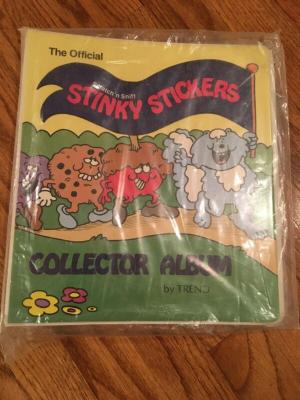 The Official
Scratch 'n Sniff
STINKY STICKERS
COLLECTOR ALBUM
by TREND